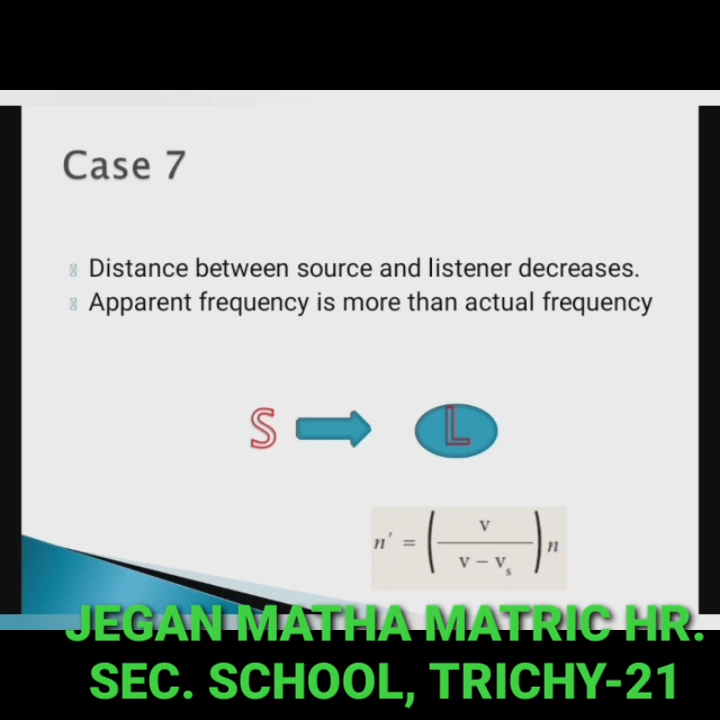 Case 7
Distance between source and listener decreases.
Apparent frequency is more than actual frequency
S L
n' = ( v / v – vₛ ) n
JEGAN MATHA MATRIC HR.
SEC. SCHOOL, TRICHY-21